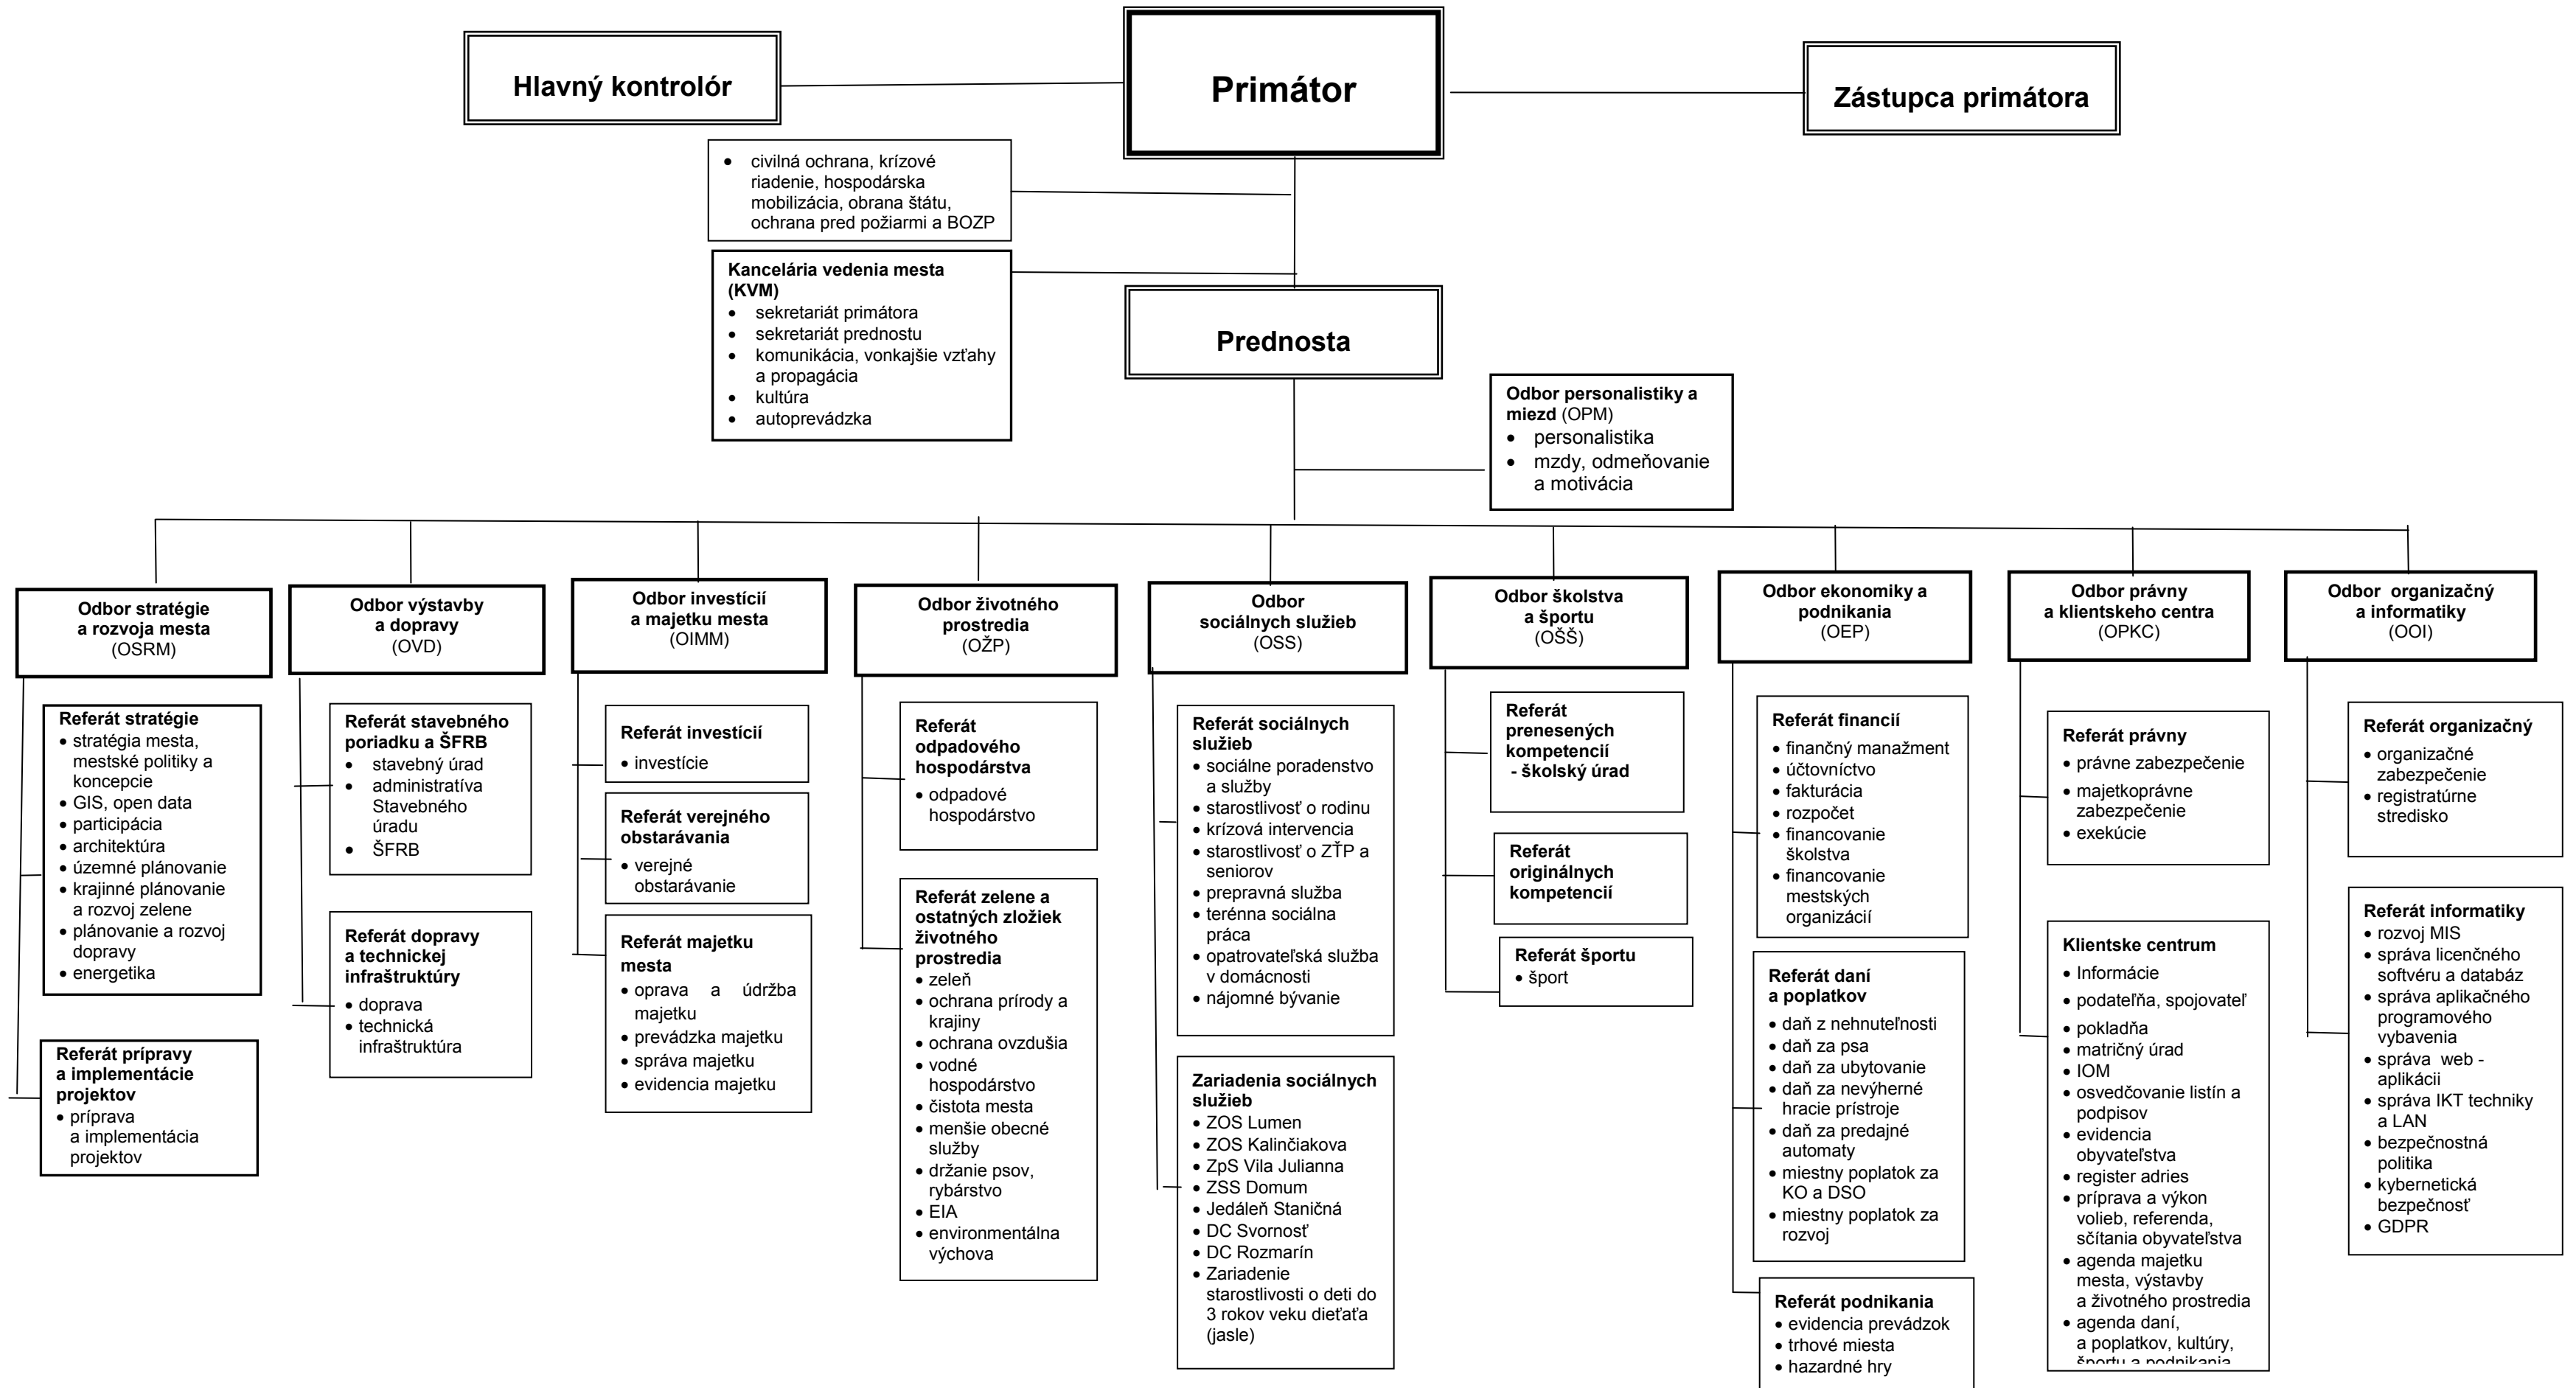 Hlavný kontrolór
Primátor
Zástupca primátora
• civilná ochrana, krízové
riadenie, hospodárska
mobilizácia, obrana štátu,
ochrana pred požiarmi a BOZP
Kancelária vedenia mesta
(KVM)
• sekretariát primátora
• sekretariát prednostu
• komunikácia, vonkajšie vzťahy
a propagácia
• kultúra
• autoprevádzka
Prednosta
Odbor personalistiky a
miezd (OPM)
• personalistika
• mzdy, odmeňovanie
a motivácia
Odbor stratégie
a rozvoja mesta
(OSRM)
Referát stratégie
• stratégia mesta,
mestské politiky a
koncepcie
• GIS, open data
• participácia
• architektúra
• územné plánovanie
• krajinné plánovanie
a rozvoj zelene
• plánovanie a rozvoj
dopravy
• energetika
Referát prípravy
a implementácie
projektov
• príprava
a implementácia
projektov
Odbor výstavby
a dopravy
(OVD)
Referát stavebného
poriadku a ŠFRB
• stavebný úrad
• administratíva
Stavebného
úradu
• ŠFRB
Referát dopravy
a technickej
infraštruktúry
• doprava
• technická
infraštruktúra
Odbor investícií
a majetku mesta
(OIMM)
Referát investícií
• investície
Referát verejného
obstarávania
• verejné
obstarávanie
Referát majetku
mesta
• oprava a údržba
majetku
• prevádzka majetku
• správa majetku
• evidencia majetku
Odbor životného
prostredia
(OŽP)
Referát
odpadového
hospodárstva
• odpadové
hospodárstvo
Referát zelene a
ostatných zložiek
životného
prostredia
• zeleň
• ochrana prírody a
krajiny
• ochrana ovzdušia
• vodné
hospodárstvo
• čistota mesta
• menšie obecné
služby
• držanie psov,
rybárstvo
• EIA
• environmentálna
výchova
Odbor
sociálnych služieb
(OSS)
Referát sociálnych
služieb
• sociálne poradenstvo
a služby
• starostlivosť o rodinu
• krízová intervencia
• starostlivosť o ZŤP a
seniorov
• prepravná služba
• terénna sociálna
práca
• opatrovateľská služba
v domácnosti
• nájomné bývanie
Zariadenia sociálnych
služieb
• ZOS Lumen
• ZOS Kalinčiakova
• ZpS Vila Julianna
• ZSS Domum
• Jedáleň Staničná
• DC Svornosť
• DC Rozmarín
• Zariadenie
starostlivosti o deti do
3 rokov veku dieťaťa
(jasle)
Odbor školstva
a športu
(OŠŠ)
Referát
prenesených
kompetencií
- školský úrad
Referát
originálnych
kompetencií
Referát športu
• šport
Odbor ekonomiky a
podnikania
(OEP)
Referát financií
• finančný manažment
• účtovníctvo
• fakturácia
• rozpočet
• financovanie
školstva
• financovanie
mestských
organizácií
Referát daní
a poplatkov
• daň z nehnuteľnosti
• daň za psa
• daň za ubytovanie
• daň za nevýherné
hracie prístroje
• daň za predajné
automaty
• miestny poplatok za
KO a DSO
• miestny poplatok za
rozvoj
Referát podnikania
• evidencia prevádzok
• trhové miesta
• hazardné hry
Odbor právny
a klientskeho centra
(OPKC)
Referát právny
• právne zabezpečenie
• majetkoprávne
zabezpečenie
• exekúcie
Klientske centrum
• Informácie
• podateľňa, spojovateľ
• pokladňa
• matričný úrad
• IOM
• osvedčovanie listín a
podpisov
• evidencia
obyvateľstva
• register adries
• príprava a výkon
volieb, referenda,
sčítania obyvateľstva
• agenda majetku
mesta, výstavby
a životného prostredia
• agenda daní,
a poplatkov, kultúry,
športu a podnikania
Odbor organizačný
a informatiky
(OOI)
Referát organizačný
• organizačné
zabezpečenie
• registratúrne
stredisko
Referát informatiky
• rozvoj MIS
• správa licenčného
softvéru a databáz
• správa aplikačného
programového
vybavenia
• správa web -
aplikácii
• správa IKT techniky
a LAN
• bezpečnostná
politika
• kybernetická
bezpečnosť
• GDPR